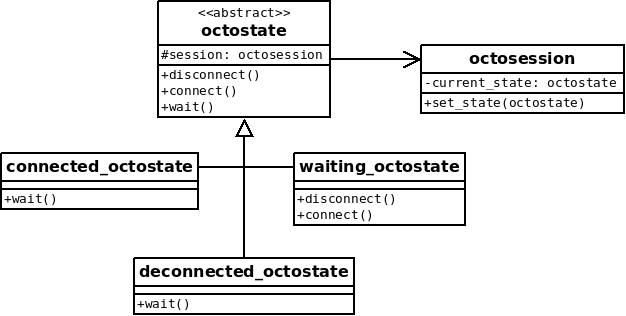 <<abstract>>
octostate
#session: octosession
+disconnect()
+connect()
+wait()
octosession
-current_state: octostate
+set_state(octostate)
connected_octostate
+wait()
waiting_octostate
+disconnect()
+connect()
deconnected_octostate
+wait()